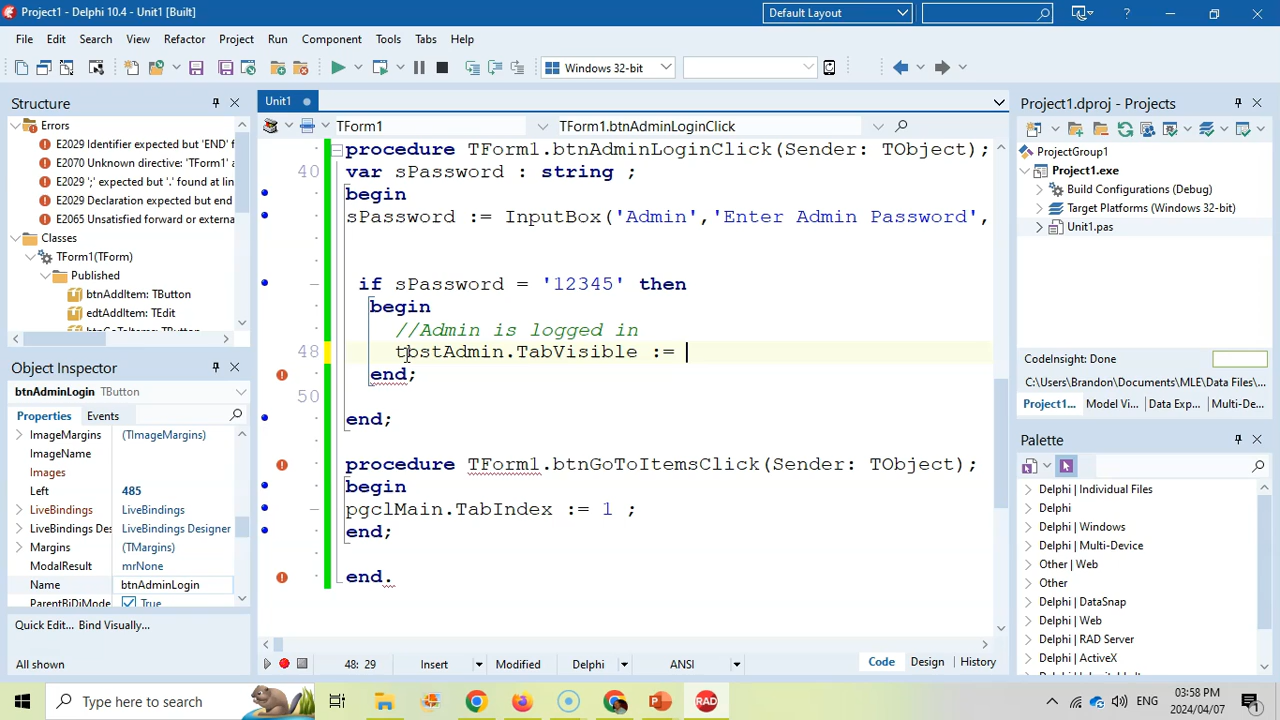 Project1 - Delphi 10.4 - Unit1 [Built]
Default Layout
?
File Edit Search View Refactor Project Run Component Tools Tabs Help
Windows 32-bit
Structure
Errors
E2029 Identifier expected but 'END' f
E2070 Unknown directive: 'TForm1'
E2029 ';' expected but '.' found at lin
E2029 Declaration expected but end
E2065 Unsatisfied forward or externa
Classes
TForm1(TForm)
Published
btnAddItem: TButton
edtAddItem: TEdit
Object Inspector
btnAdminLogin TButton
Properties Events
ImageMargins (TImageMargins)
ImageName
Images
Left 485
LiveBindings LiveBindings
LiveBindings Des LiveBindings Designer
Margins (TMargins)
ModalResult mrNone
Name btnAdminLogin
ParentBiDiMode True
Quick Edit... Bind Visually...
All shown
Unit1
TForm1 TForm1.btnAdminLoginClick
procedure TForm1.btnAdminLoginClick(Sender: TObject);
40 var sPassword : string ;
begin
sPassword := InputBox('Admin','Enter Admin Password',
if sPassword = '12345' then
begin
//Admin is logged in
48 tbstAdmin.TabVisible :=
end;
50
end;
procedure TForm1.btnGoToItemsClick(Sender: TObject);
begin
pgclMain.TabIndex := 1 ;
end;
end.
48: 29 Insert Modified Delphi ANSI Code Design History
Project1.dproj - Projects
ProjectGroup1
Project1.exe
Build Configurations (Debug)
Target Platforms (Windows 32-bit)
Unit1.pas
CodeInsight: Done
C:\Users\Brandon\Documents\MLE\Data Files\...
Project1... Model Vi... Data Exp... Multi-De...
Palette
Delphi | Individual Files
Delphi
Delphi | Windows
Delphi | Multi-Device
Other | Web
Other
Delphi | DataSnap
Delphi | Web
Delphi | RAD Server
Delphi | ActiveX
Type here to search
RAD
03:58 PM
2024/04/07
1